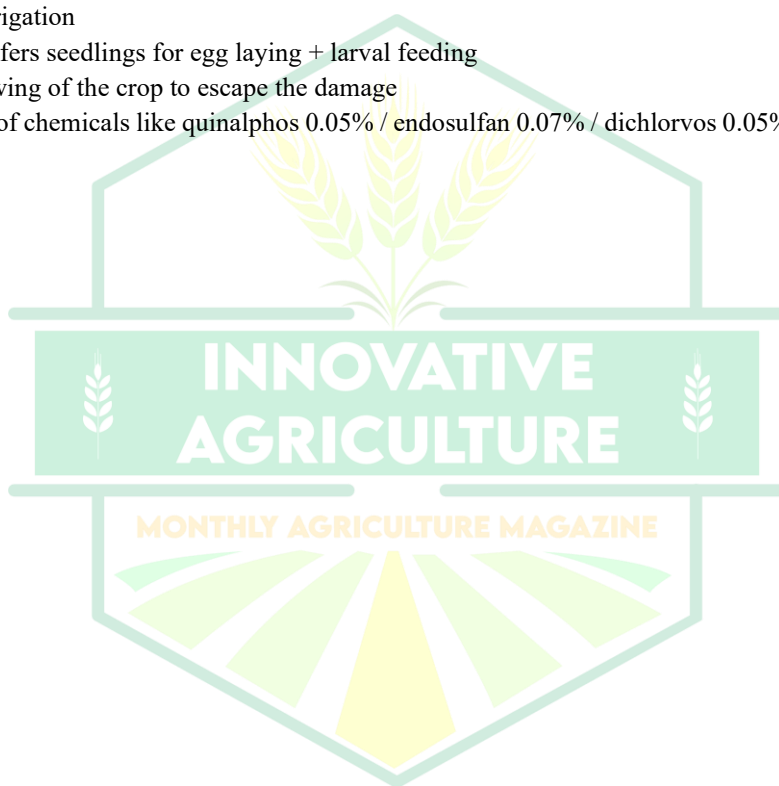 rigation
fers seedlings for egg laying + larval feeding
ving of the crop to escape the damage
of chemicals like quinalphos 0.05% / endosulfan 0.07% / dichlorvos 0.05%
INNOVATIVE
AGRICULTURE
MONTHLY AGRICULTURE MAGAZINE